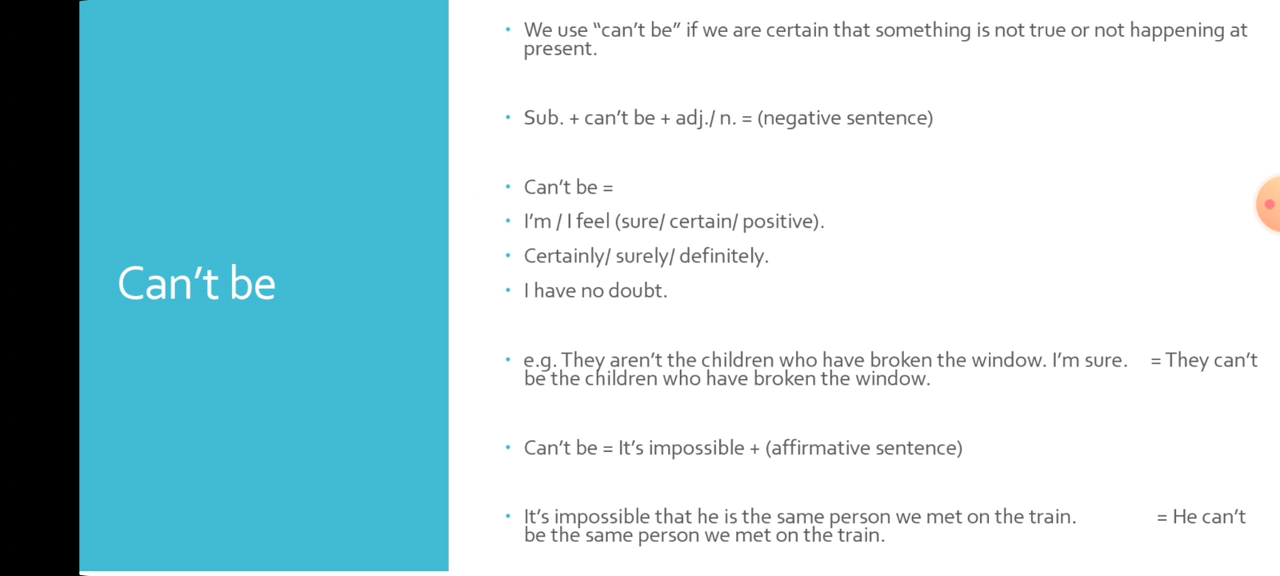 Can't be
• We use “can't be” if we are certain that something is not true or not happening at
present.
• Sub. + can't be + adj./ n. = (negative sentence)
• Can't be =
• I'm / I feel (sure/ certain/ positive).
• Certainly/ surely/ definitely.
• I have no doubt.
• e.g. They aren't the children who have broken the window. I'm sure. = They can't
be the children who have broken the window.
• Can't be = It's impossible + (affirmative sentence)
• It's impossible that he is the same person we met on the train. = He can't
be the same person we met on the train.